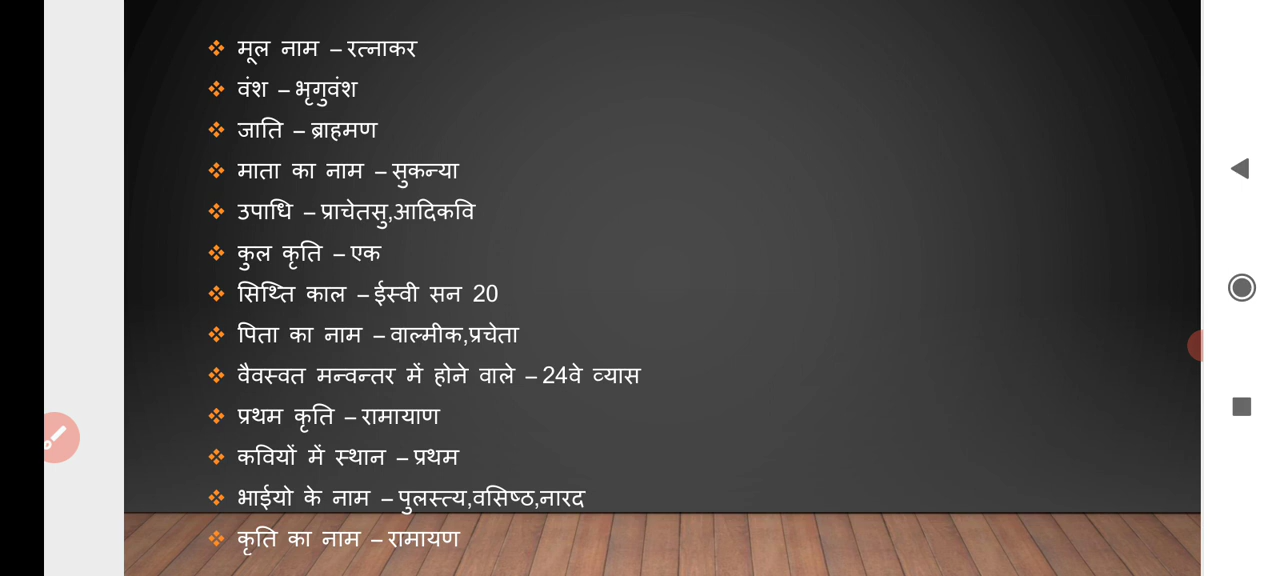 ❖ मूल नाम – रत्नाकर
❖ वंश – भृगुवंश
❖ जाति – ब्राहमण
❖ माता का नाम – सुकन्या
❖ उपाधि – प्राचेतसु,आदिकवि
❖ कुल कृति – एक
❖ सिथ्ति काल – ईस्वी सन 20
❖ पिता का नाम – वाल्मीक,प्रचेता
❖ वैवस्वत मन्वन्तर में होने वाले – 24वे व्यास
❖ प्रथम कृति – रामायाण
❖ कवियों में स्थान – प्रथम
❖ भाईयो के नाम – पुलस्त्य,वसिष्ठ,नारद
❖ कृति का नाम – रामायण